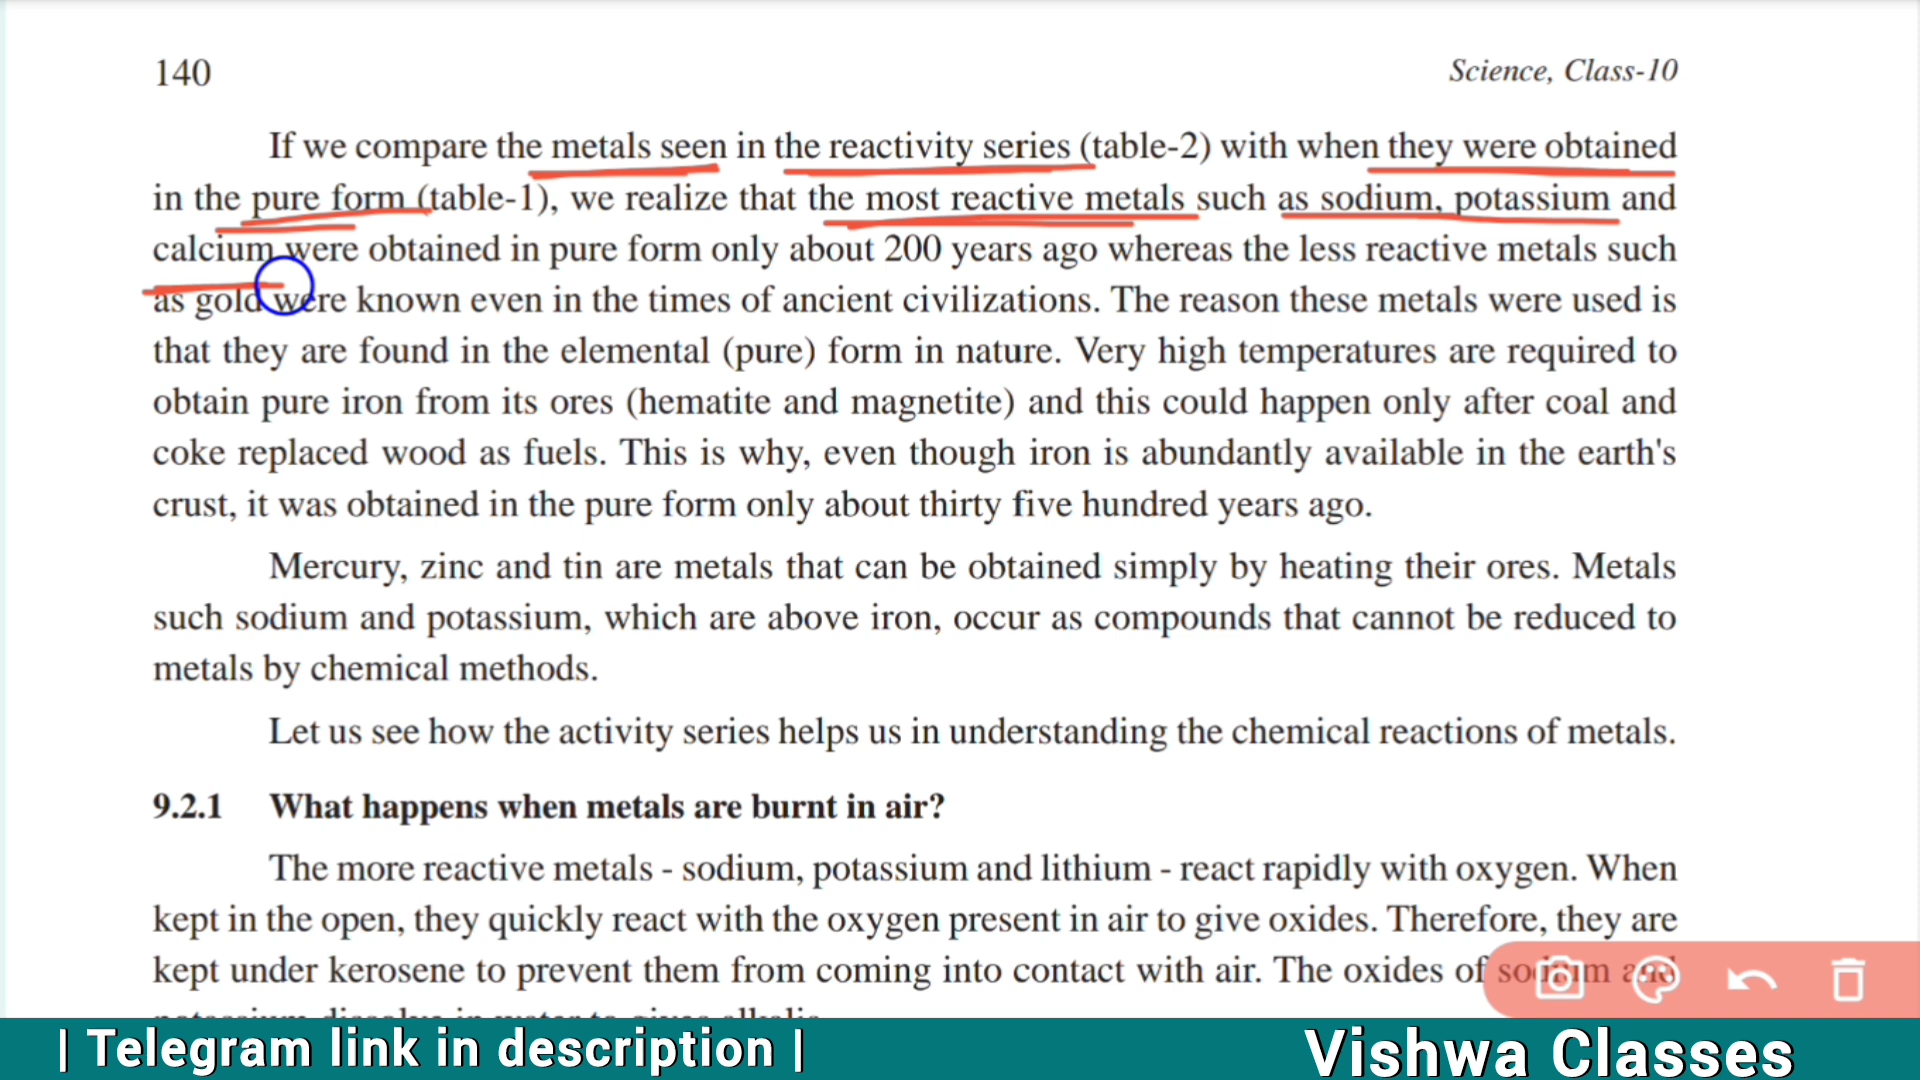 140
Science, Class-10
If we compare the metals seen in the reactivity series (table-2) with when they were obtained
in the pure form (table-1), we realize that the most reactive metals such as sodium, potassium and
calcium were obtained in pure form only about 200 years ago whereas the less reactive metals such
as gold were known even in the times of ancient civilizations. The reason these metals were used is
that they are found in the elemental (pure) form in nature. Very high temperatures are required to
obtain pure iron from its ores (hematite and magnetite) and this could happen only after coal and
coke replaced wood as fuels. This is why, even though iron is abundantly available in the earth's
crust, it was obtained in the pure form only about thirty five hundred years ago.
Mercury, zinc and tin are metals that can be obtained simply by heating their ores. Metals
such sodium and potassium, which are above iron, occur as compounds that cannot be reduced to
metals by chemical methods.
Let us see how the activity series helps us in understanding the chemical reactions of metals.
9.2.1 What happens when metals are burnt in air?
The more reactive metals - sodium, potassium and lithium - react rapidly with oxygen. When
kept in the open, they quickly react with the oxygen present in air to give oxides. Therefore, they are
kept under kerosene to prevent them from coming into contact with air. The oxides of sodium and
| Telegram link in description |
Vishwa Classes